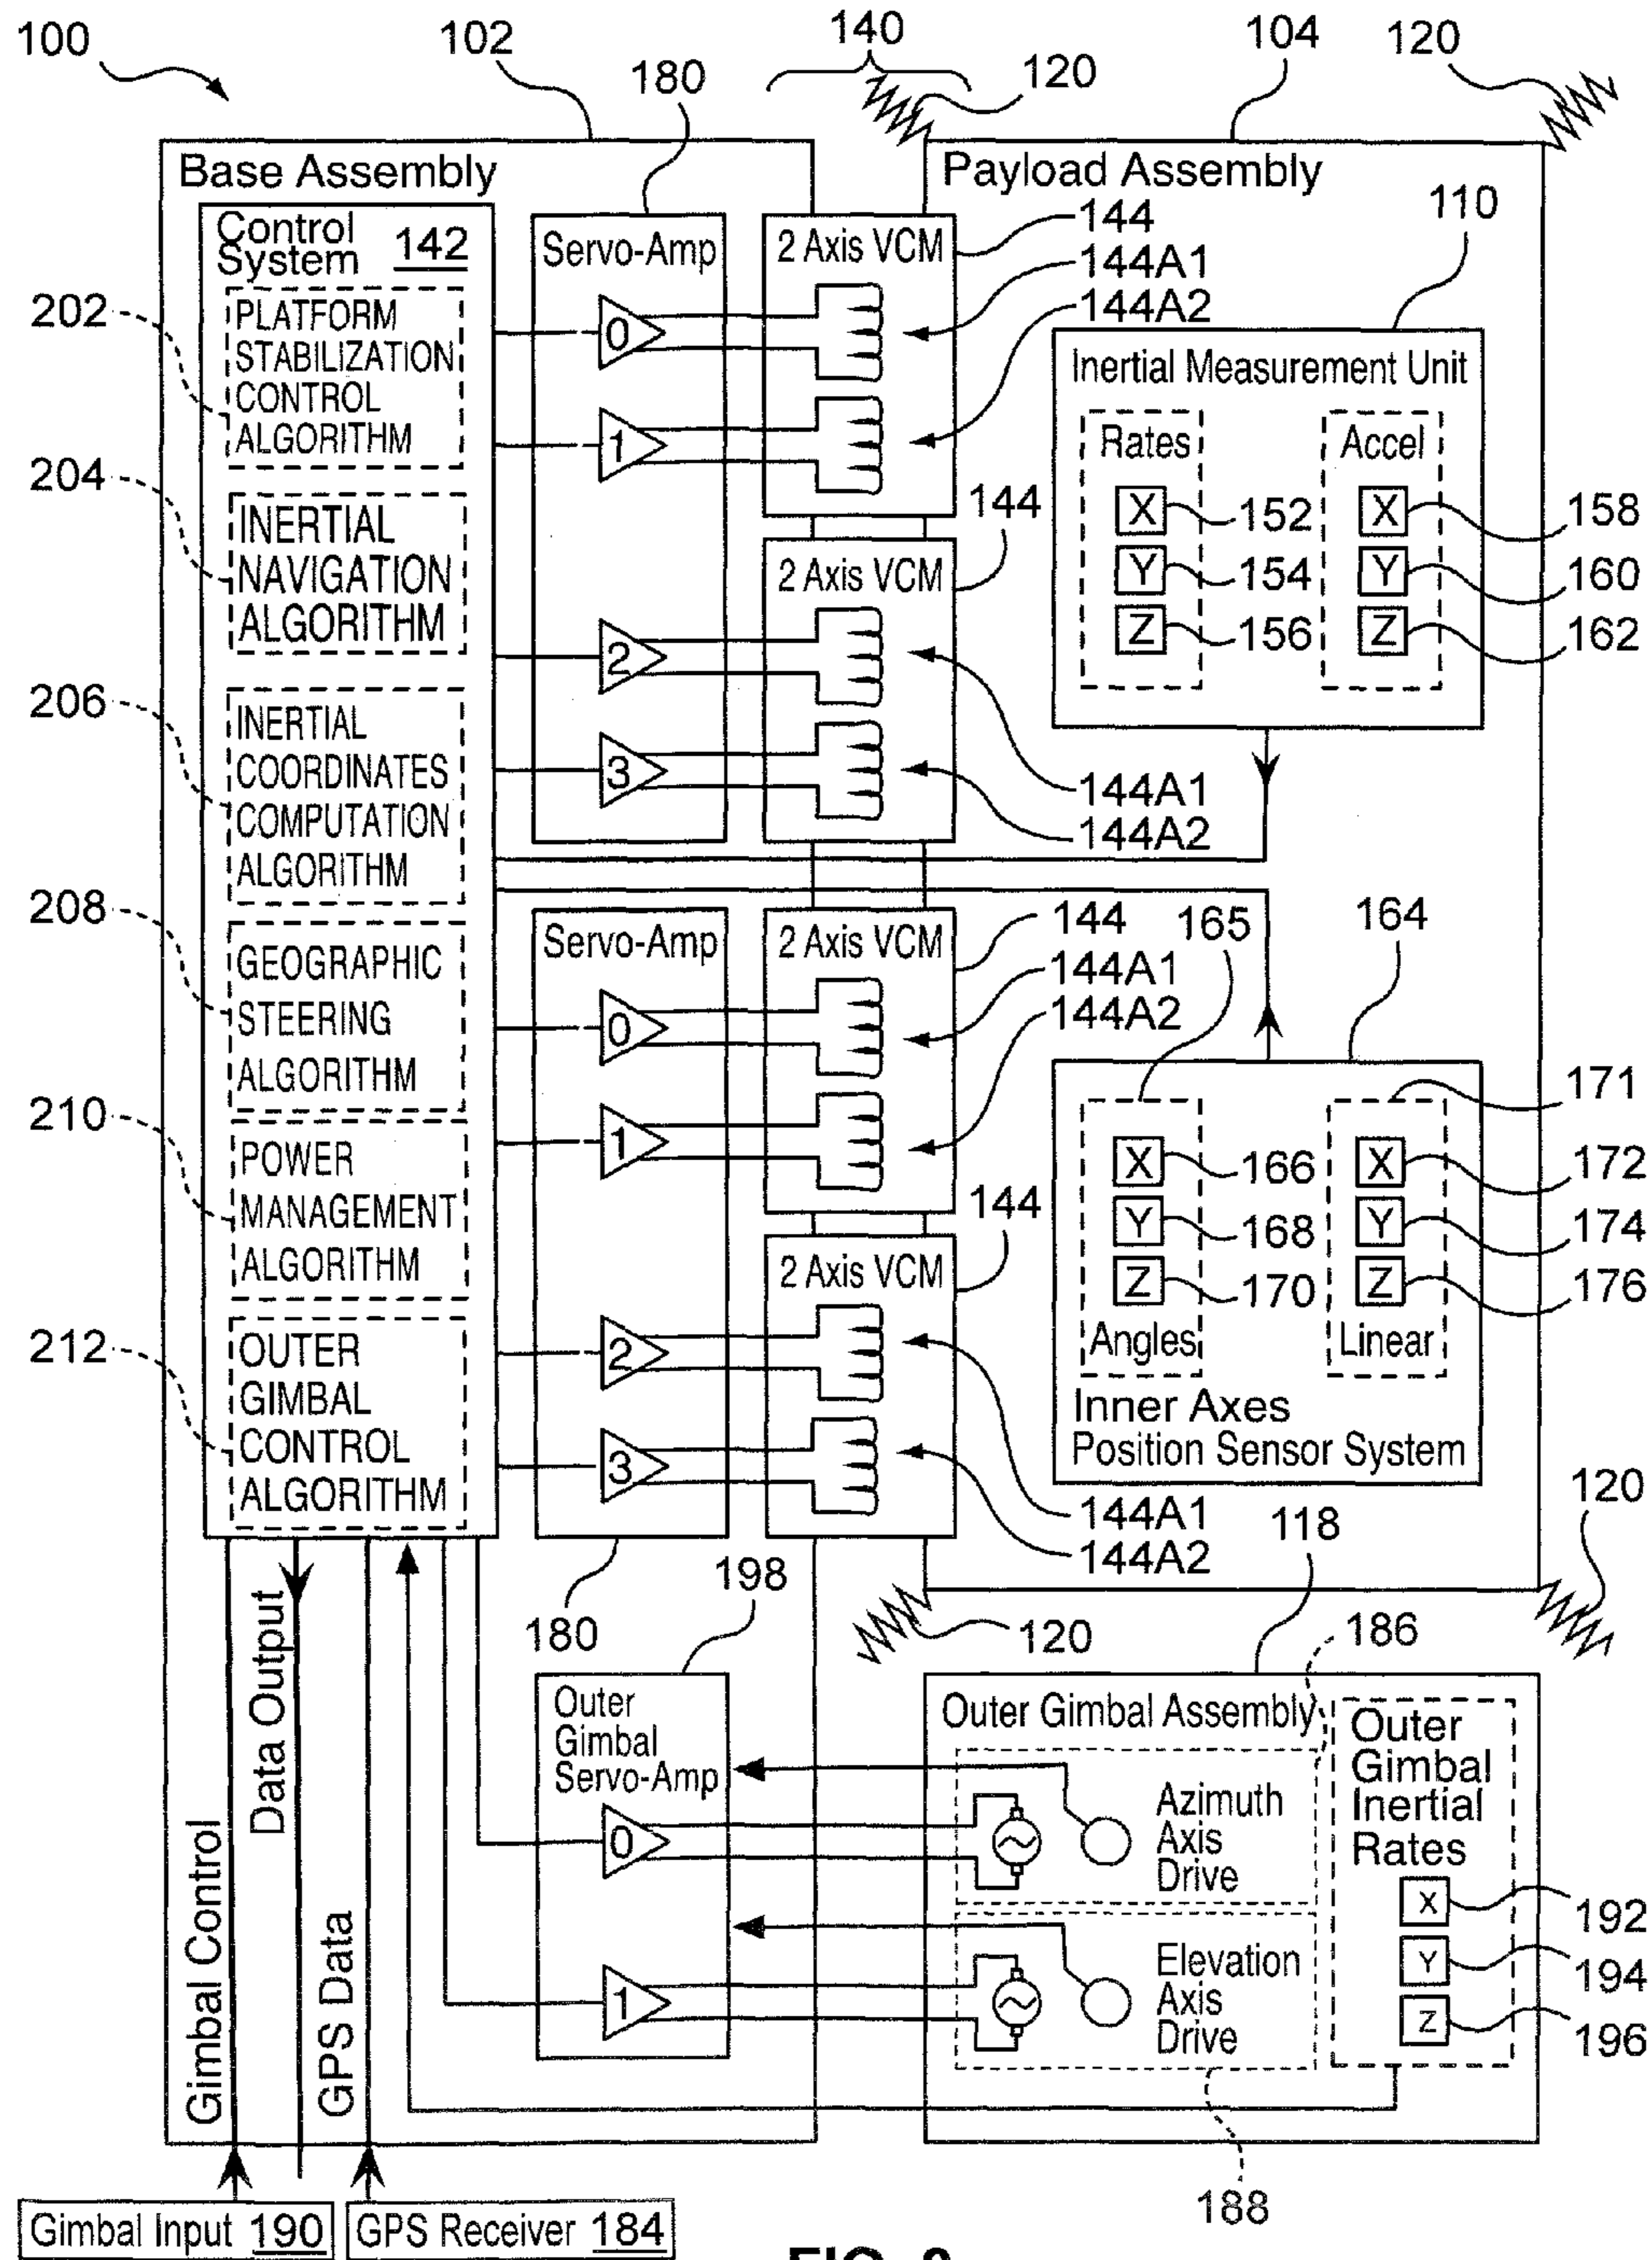 100
102
140
120
104
120
180
Base Assembly
Payload Assembly
Control
System 142
Servo-Amp
2 Axis VCM
144
144A1
144A2
110
202
PLATFORM
STABILIZATION
CONTROL
ALGORITHM
0
1
Inertial Measurement Unit
Rates
Accel
X
152
X
158
Y
154
Y
160
Z
156
Z
162
204
INERTIAL
NAVIGATION
ALGORITHM
144
2 Axis VCM
2
3
144A1
144A2
206
INERTIAL
COORDINATES
COMPUTATION
ALGORITHM
208
GEOGRAPHIC
STEERING
ALGORITHM
Servo-Amp
2 Axis VCM
144
144A1
144A2
165
164
0
1
171
X
166
X
172
Y
168
Y
174
Z
170
Z
176
Angles
Linear
Inner Axes
Position Sensor System
210
POWER
MANAGEMENT
ALGORITHM
144
2 Axis VCM
2
3
144A1
144A2
212
OUTER
GIMBAL
CONTROL
ALGORITHM
120
118
198
180
120
186
Outer
Gimbal
Servo-Amp
0
1
Outer Gimbal Assembly
Azimuth
Axis
Drive
Elevation
Axis
Drive
Outer
Gimbal
Inertial
Rates
X
192
Y
194
Z
196
188
Gimbal Control
Data Output
GPS Data
Gimbal Input 190
GPS Receiver 184